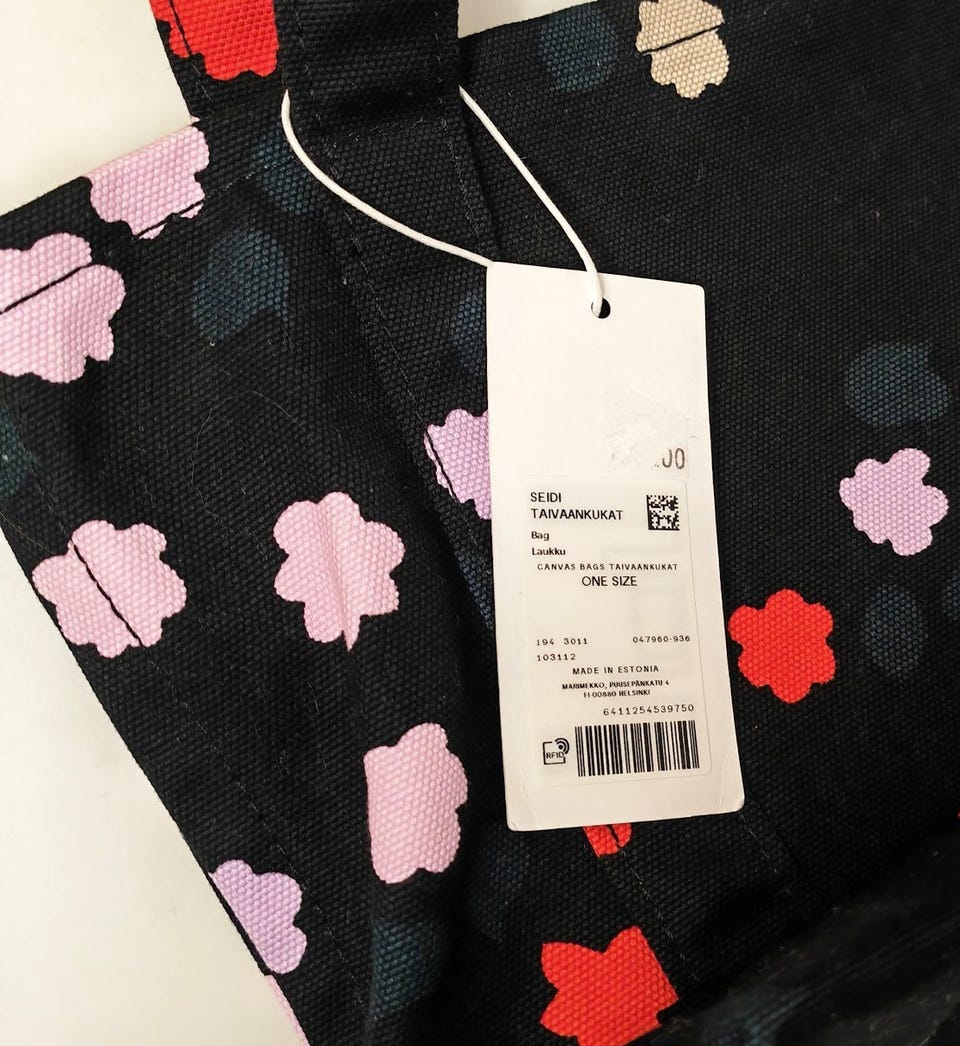 .00
SEIDI
TAIVAANKUKAT
Bag
Laukku
CANVAS BAGS TAIVAANKUKAT
ONE SIZE
194 3011 047960-936
103112
MADE IN ESTONIA
MARIMEKKO, PUUSEPÄNKATU 4
FI-00880 HELSINKI
6411254539750
RFID